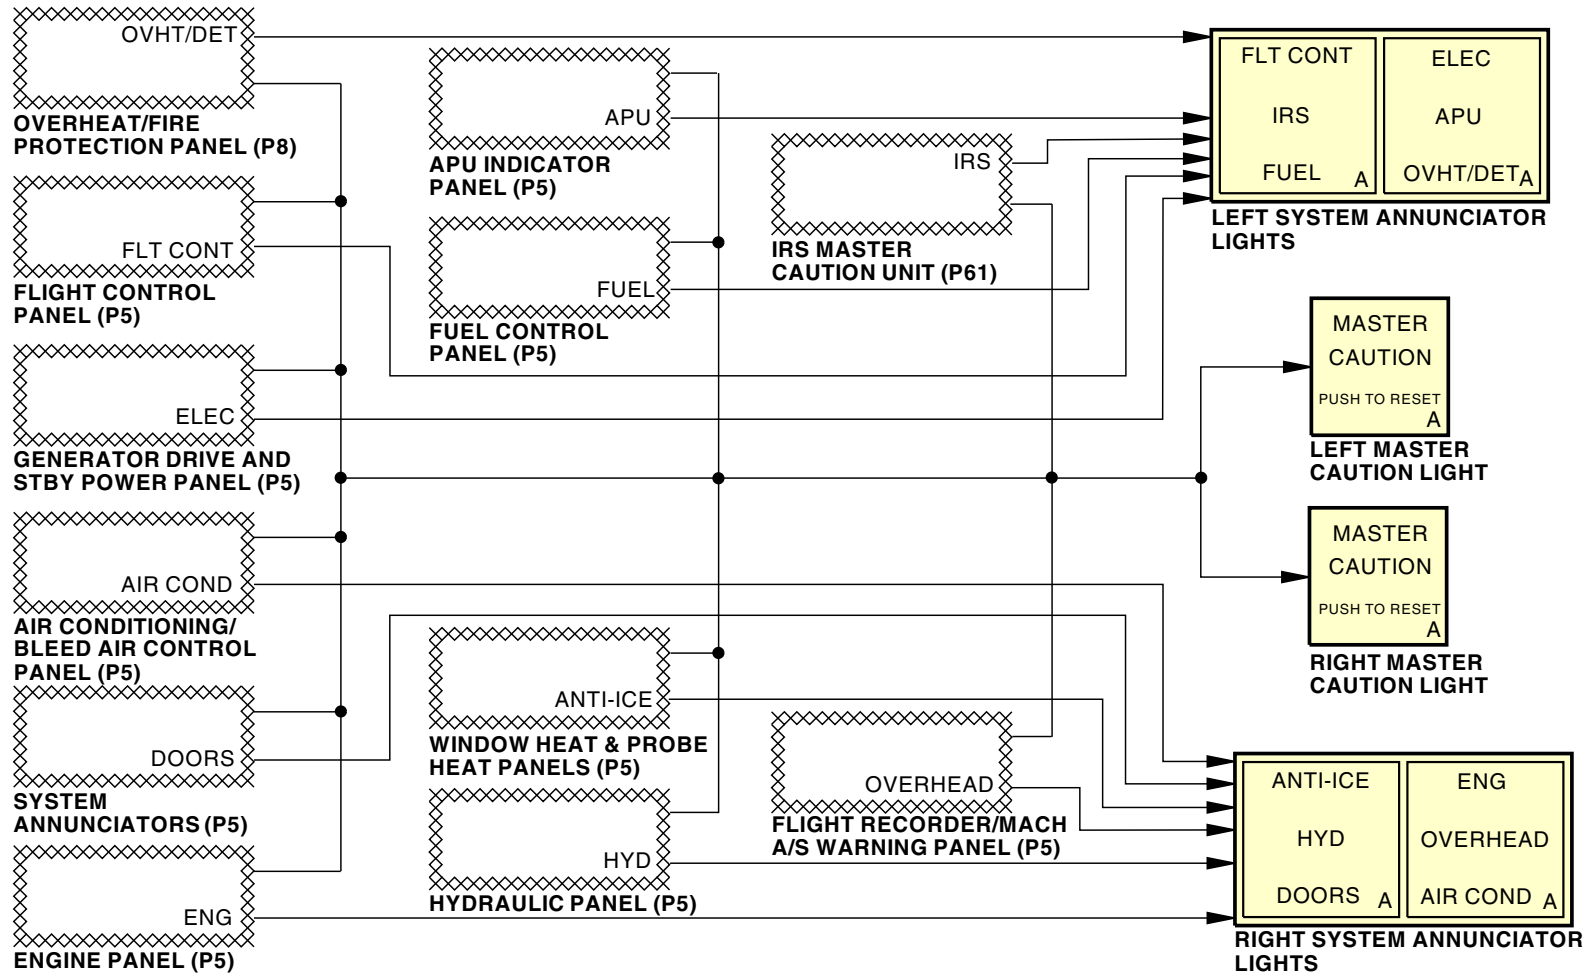 OVHT/DET
OVERHEAT/FIRE
PROTECTION PANEL (P8)
FLT CONT
FLIGHT CONTROL
PANEL (P5)
ELEC
GENERATOR DRIVE AND
STBY POWER PANEL (P5)
AIR COND
AIR CONDITIONING/
BLEED AIR CONTROL
PANEL (P5)
DOORS
SYSTEM
ANNUNCIATORS (P5)
ENG
ENGINE PANEL (P5)
APU
APU INDICATOR
PANEL (P5)
FUEL
FUEL CONTROL
PANEL (P5)
ANTI-ICE
WINDOW HEAT & PROBE
HEAT PANELS (P5)
HYD
HYDRAULIC PANEL (P5)
IRS
IRS MASTER
CAUTION UNIT (P61)
OVERHEAD
FLIGHT RECORDER/MACH
A/S WARNING PANEL (P5)
FLT CONT
IRS
FUEL A
ELEC
APU
OVHT/DET A
LEFT SYSTEM ANNUNCIATOR
LIGHTS
MASTER
CAUTION
PUSH TO RESET
A
LEFT MASTER
CAUTION LIGHT
MASTER
CAUTION
PUSH TO RESET
A
RIGHT MASTER
CAUTION LIGHT
ANTI-ICE
HYD
DOORS A
ENG
OVERHEAD
AIR COND A
RIGHT SYSTEM ANNUNCIATOR
LIGHTS